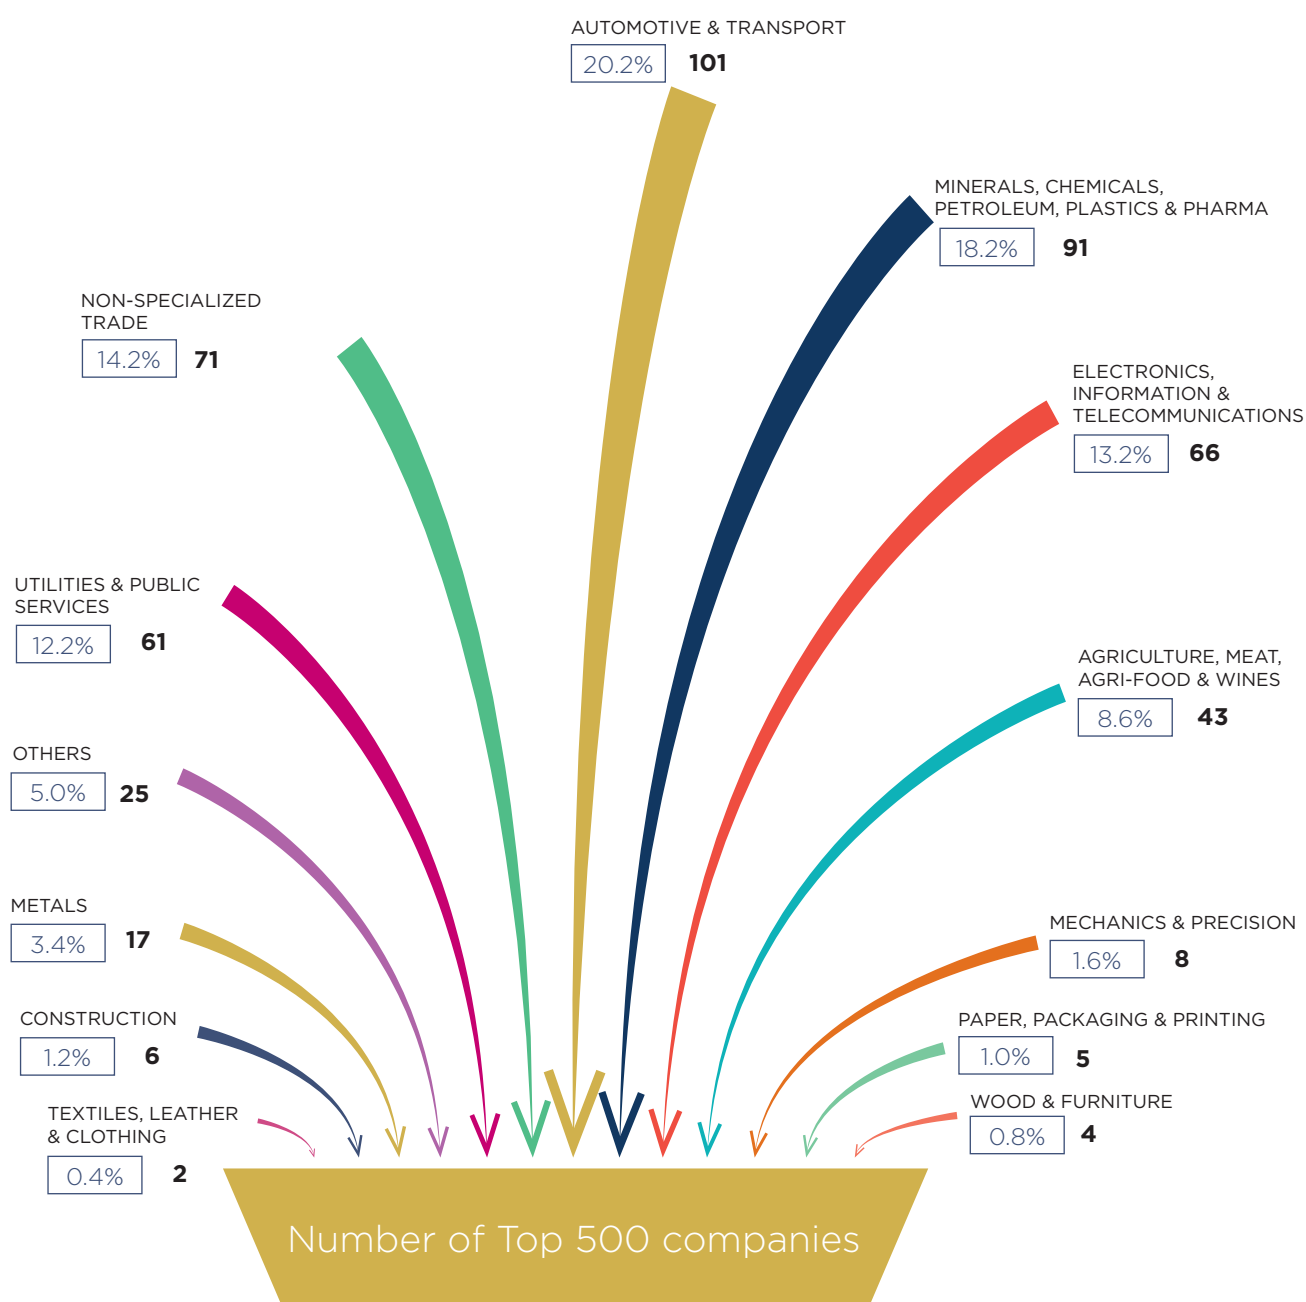 AUTOMOTIVE & TRANSPORT
20.2% 101
MINERALS, CHEMICALS,
PETROLEUM, PLASTICS & PHARMA
18.2% 91
NON-SPECIALIZED
TRADE
14.2% 71
ELECTRONICS,
INFORMATION &
TELECOMMUNICATIONS
13.2% 66
UTILITIES & PUBLIC
SERVICES
12.2% 61
AGRICULTURE, MEAT,
AGRI-FOOD & WINES
8.6% 43
OTHERS
5.0% 25
METALS
3.4% 17
MECHANICS & PRECISION
1.6% 8
CONSTRUCTION
1.2% 6
PAPER, PACKAGING & PRINTING
1.0% 5
TEXTILES, LEATHER
& CLOTHING
0.4% 2
WOOD & FURNITURE
0.8% 4
Number of Top 500 companies